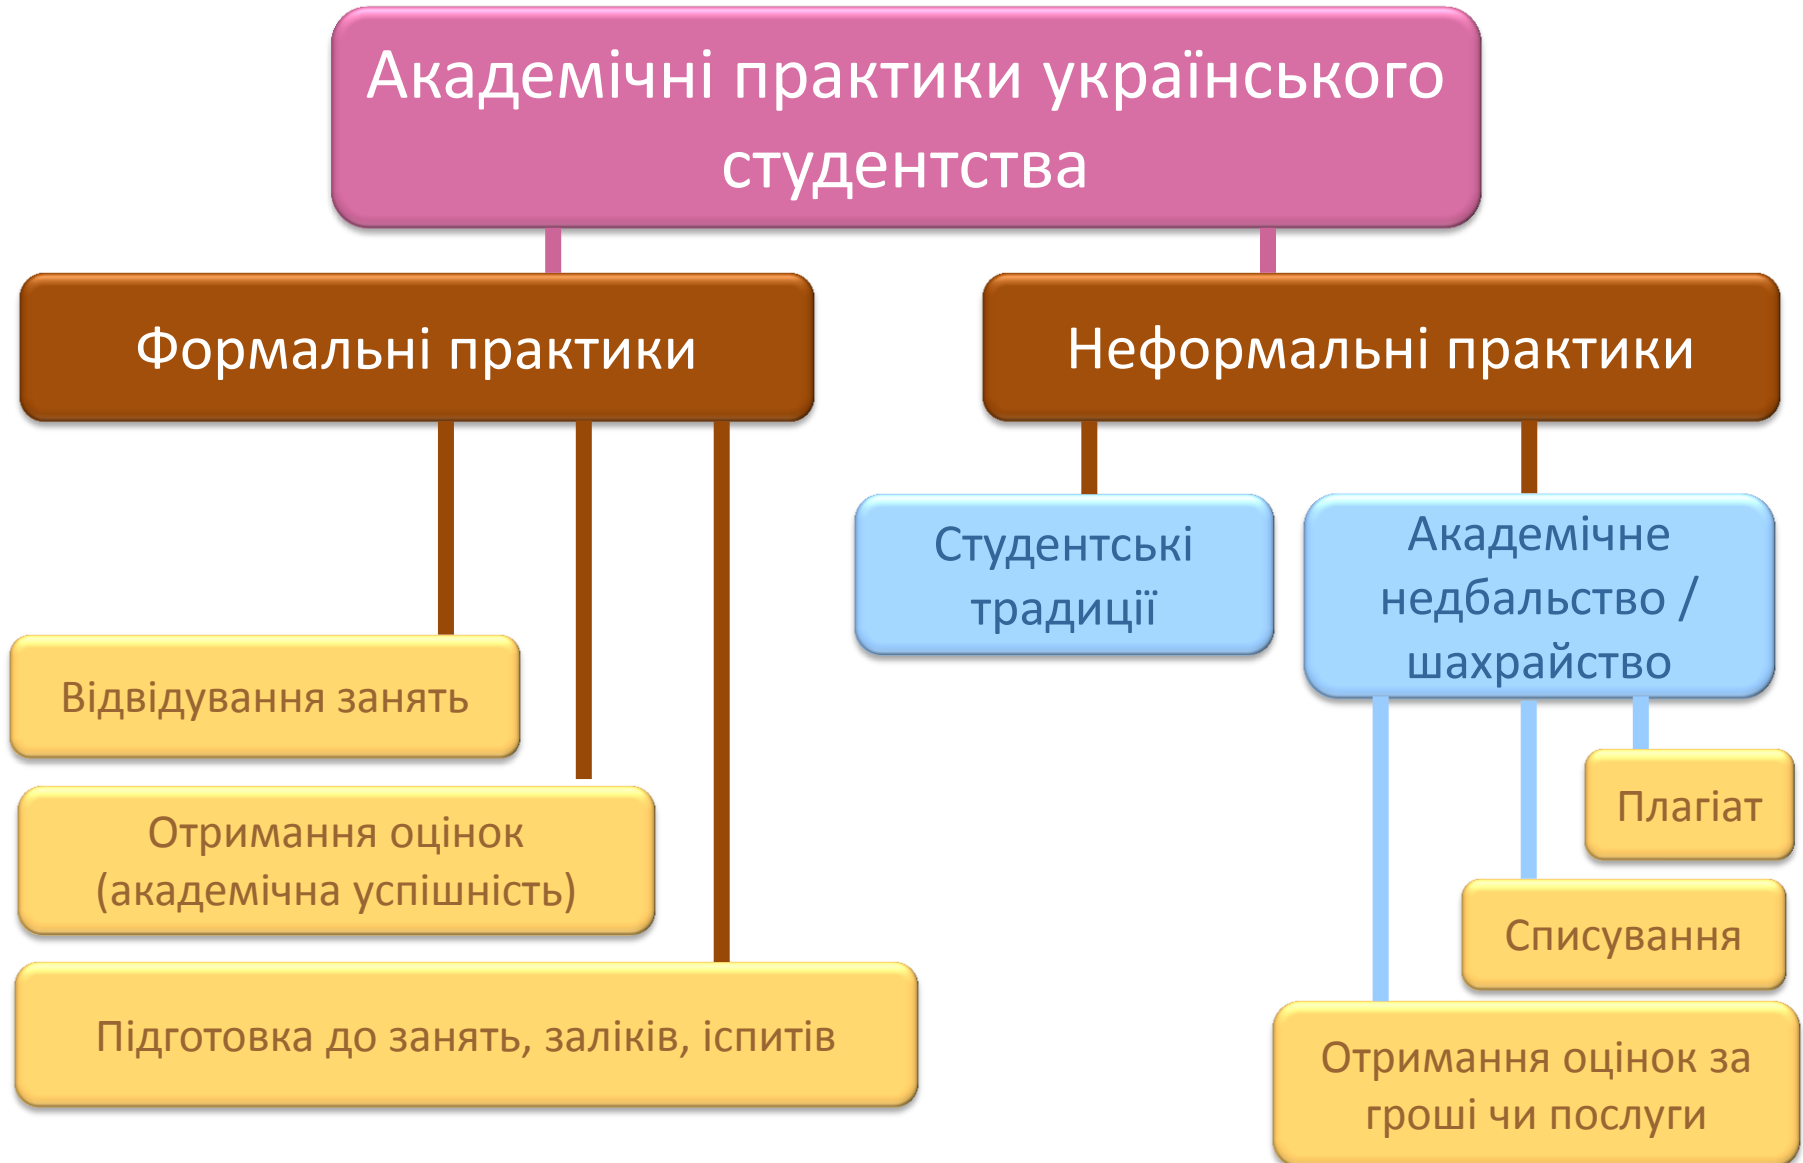 Академічні практики українського
студентства
Формальні практики
Неформальні практики
Студентські
традиції
Академічне
недбальство /
шахрайство
Відвідування занять
Отримання оцінок
(академічна успішність)
Підготовка до занять, заліків, іспитів
Плагіат
Списування
Отримання оцінок за
гроші чи послуги